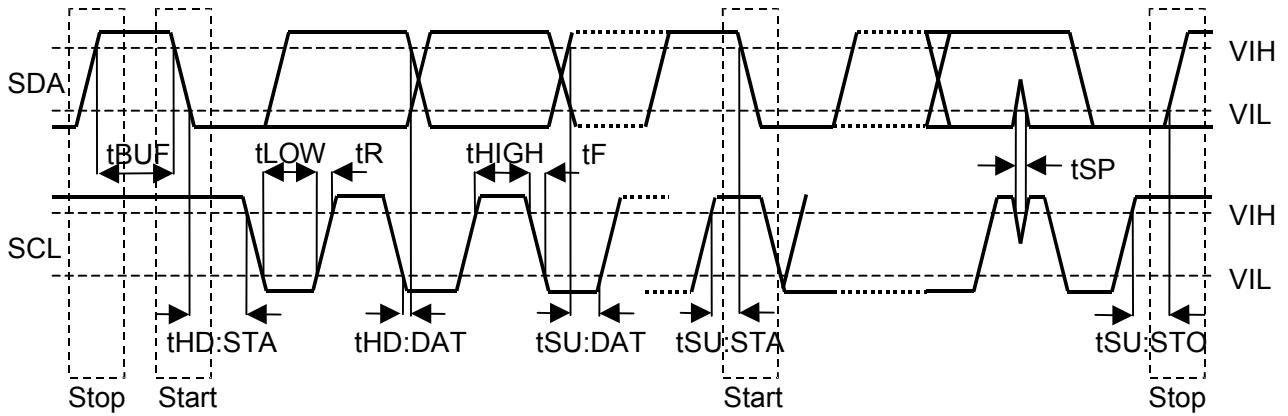 VIH
SDA
VIL
tBUF tLOW tR tHIGH tF tSP
VIH
SCL
VIL
tHD:STA tHD:DAT tSU:DAT tSU:STA tSU:STO
Stop Start Start Stop